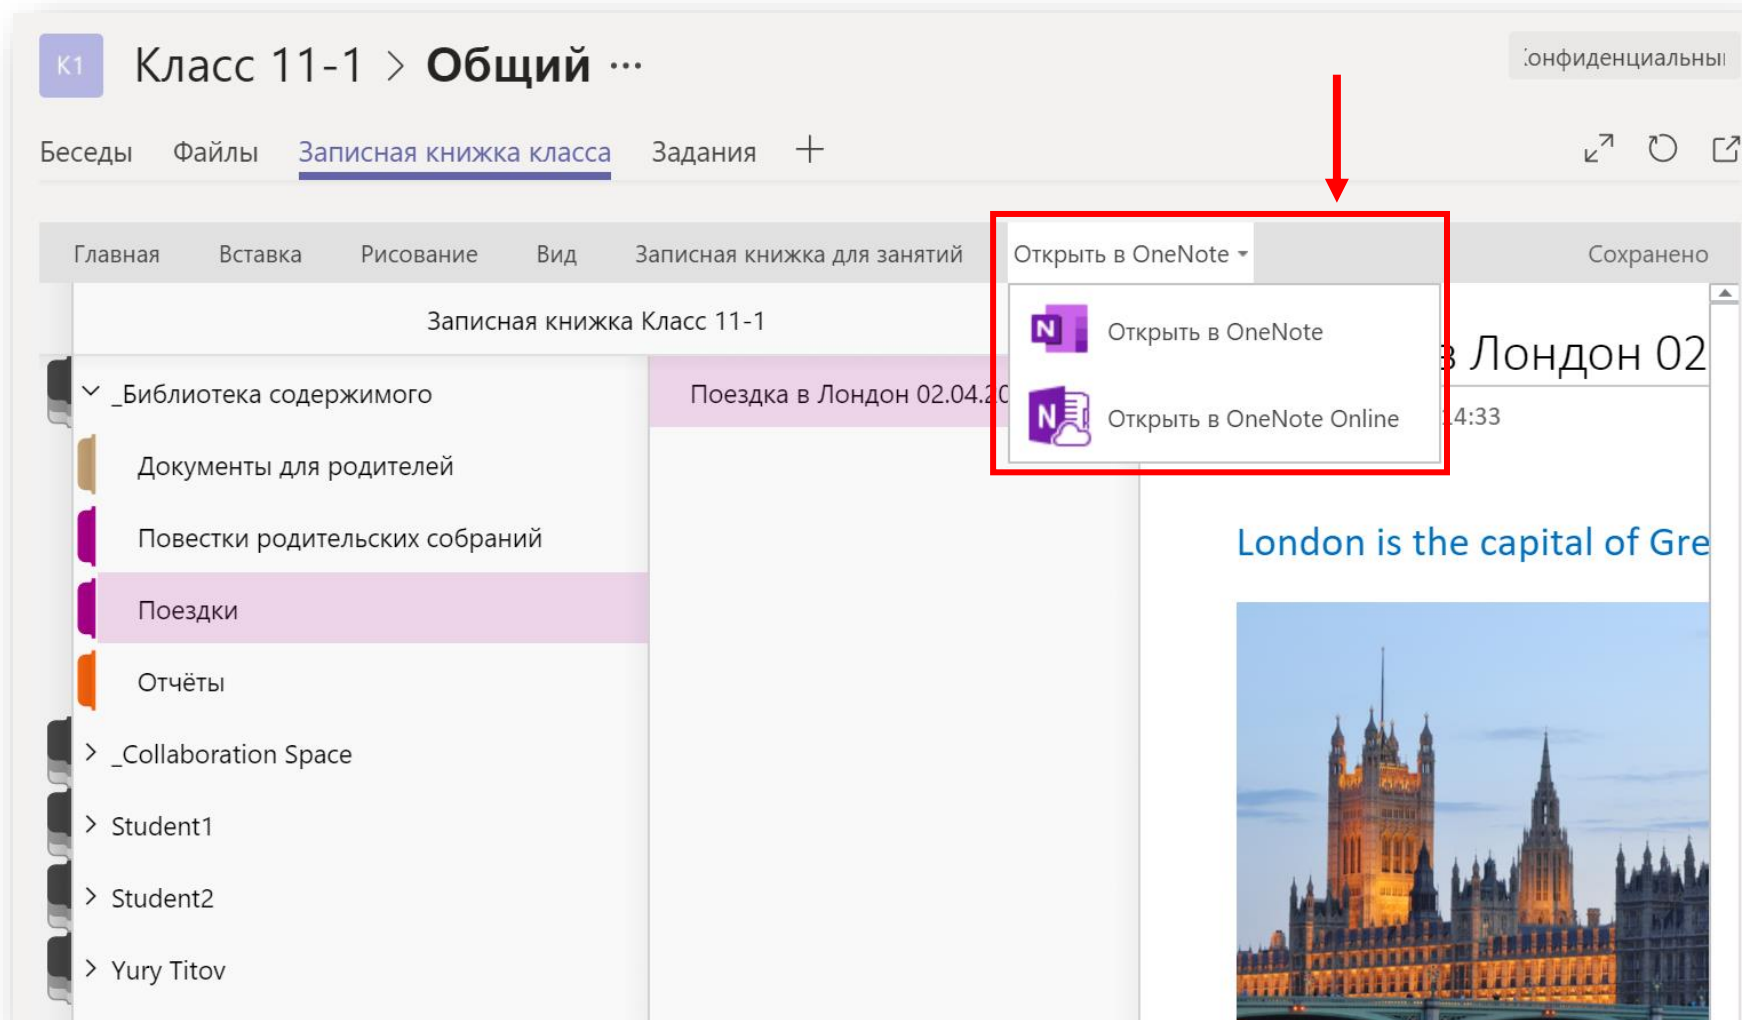 K1 Класс 11-1 > Общий ...
Беседы Файлы Записная книжка класса Задания +
Главная Вставка Рисование Вид Записная книжка для занятий Открыть в OneNote Сохранено
Записная книжка Класс 11-1
Открыть в OneNote
Открыть в OneNote Online
в Лондон 02
14:33
_Библиотека содержимого
Поездка в Лондон 02.04.20
Документы для родителей
Повестки родительских собраний
Поездки
Отчёты
_Collaboration Space
Student1
Student2
Yury Titov
London is the capital of Gre